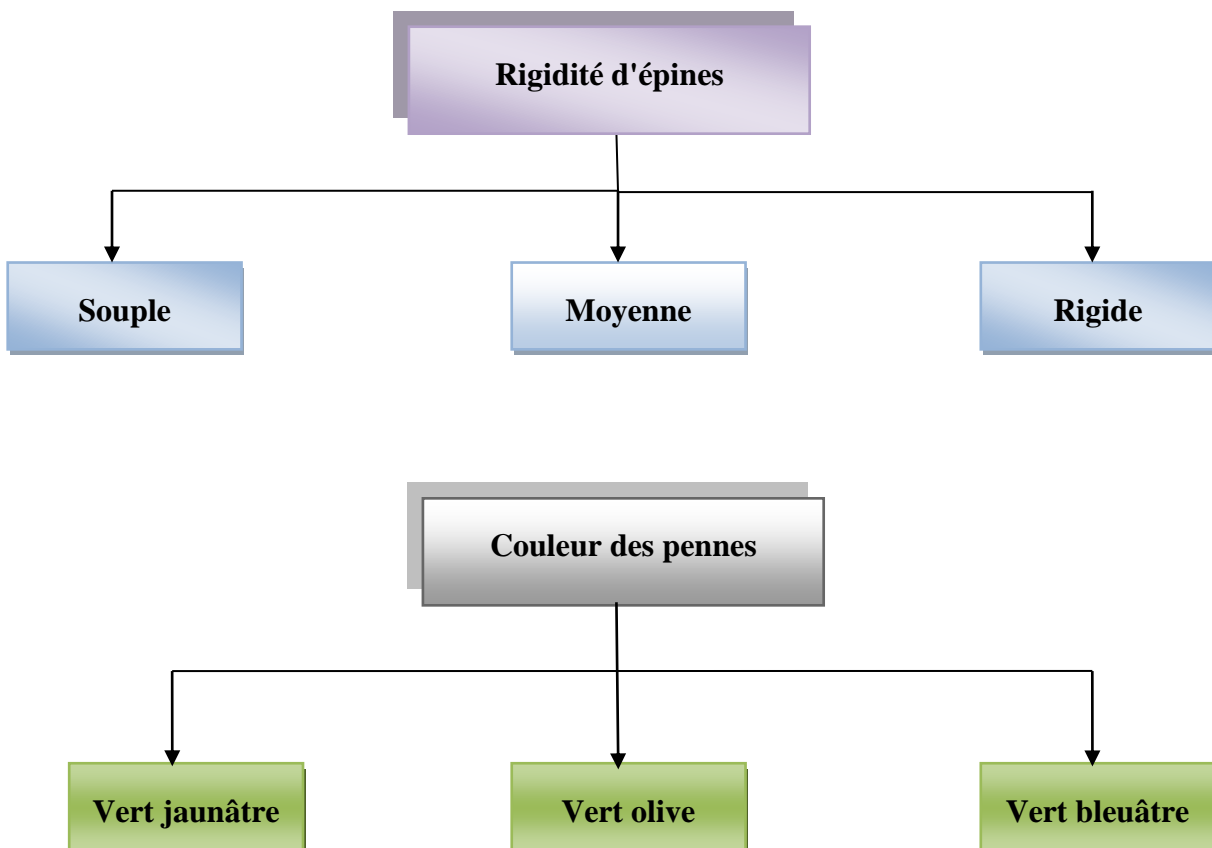 Rigidité d'épines
Souple Moyenne Rigide
Couleur des pennes
Vert jaunâtre Vert olive Vert bleuâtre